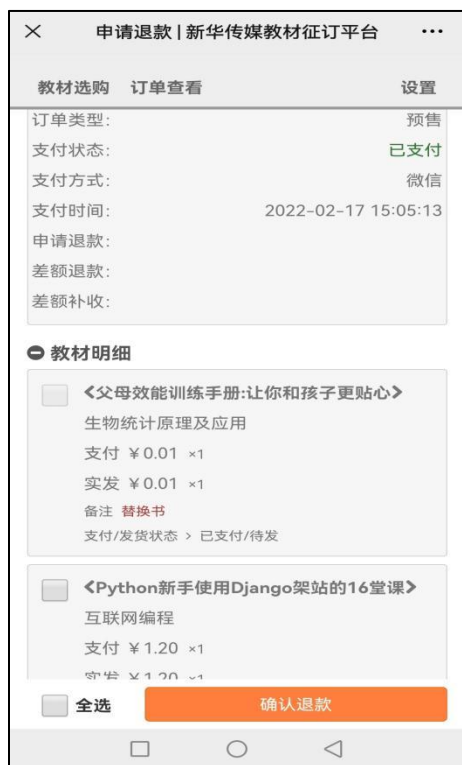 申请退款 | 新华传媒教材征订平台
教材选购 订单查看 设置
订单类型: 预售
支付状态: 已支付
支付方式: 微信
支付时间: 2022-02-17 15:05:13
申请退款:
差额退款:
差额补收:
教材明细
《父母效能训练手册:让你和孩子更贴心》
生物统计原理及应用
支付 ¥0.01 ×1
实发 ¥0.01 ×1
备注 替换书
支付/发货状态 > 已支付/待发
《Python新手使用Django架站的16堂课》
互联网编程
支付 ¥1.20 ×1
实发 ¥1.20 ×1
全选 确认退款